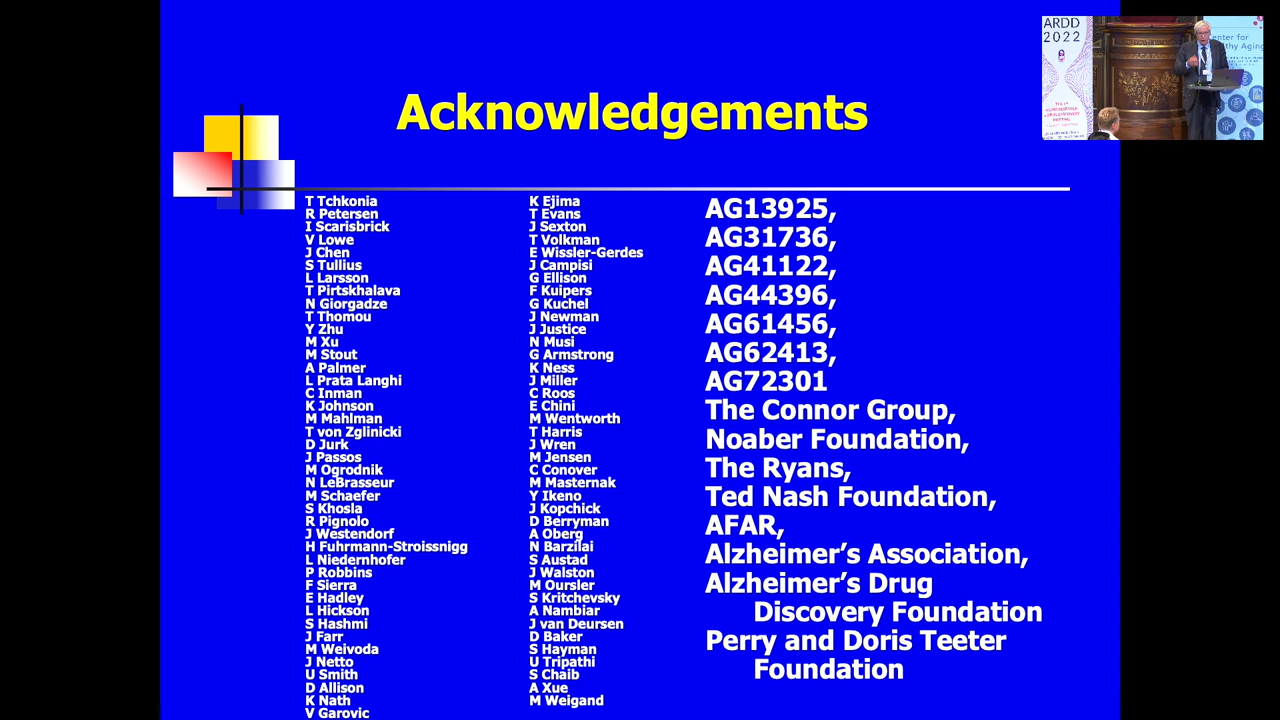 Acknowledgements
T Tchkonia
R Petersen
I Scarisbrick
V Lowe
J Chen
S Tullius
L Larsson
T Pirtskhalava
N Giorgadze
T Thomou
Y Zhu
M Xu
M Stout
A Palmer
L Prata Langhi
C Inman
K Johnson
M Mahlman
T von Zglinicki
D Jurk
J Passos
M Ogrodnik
N LeBrasseur
M Schaefer
S Khosla
R Pignolo
J Westendorf
H Fuhrmann-Stroissnigg
L Niedernhofer
P Robbins
F Sierra
E Hadley
L Hickson
S Hashmi
J Farr
M Weivoda
J Netto
U Smith
D Allison
K Nath
V Garovic
K Ejima
T Evans
J Sexton
T Volkman
E Wissler-Gerdes
J Campisi
G Ellison
F Kuipers
G Kuchel
J Newman
J Justice
N Musi
G Armstrong
K Ness
J Miller
C Roos
E Chini
M Wentworth
T Harris
J Wren
M Jensen
C Conover
M Masternak
Y Ikeno
J Kopchick
D Berryman
A Oberg
N Barzilai
S Austad
J Walston
M Oursler
S Kritchevsky
A Nambiar
J van Deursen
D Baker
S Hayman
U Tripathi
S Chaib
A Xue
M Weigand
AG13925,
AG31736,
AG41122,
AG44396,
AG61456,
AG62413,
AG72301
The Connor Group,
Noaber Foundation,
The Ryans,
Ted Nash Foundation,
AFAR,
Alzheimer's Association,
Alzheimer's Drug
Discovery Foundation
Perry and Doris Teeter
Foundation
ARDD
2022